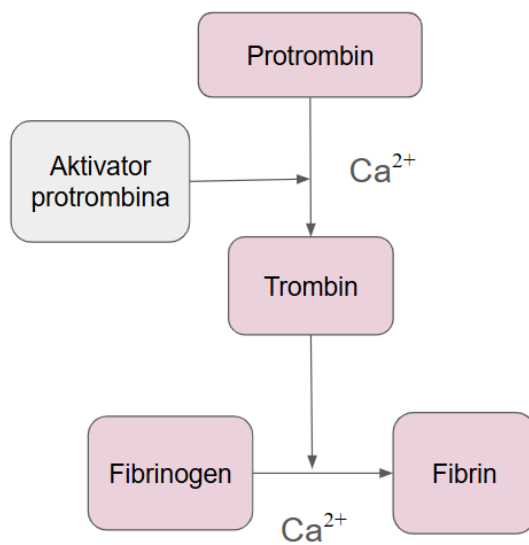 Protrombin
Aktivator
protrombina
Ca²⁺
Trombin
Fibrinogen
Fibrin
Ca²⁺